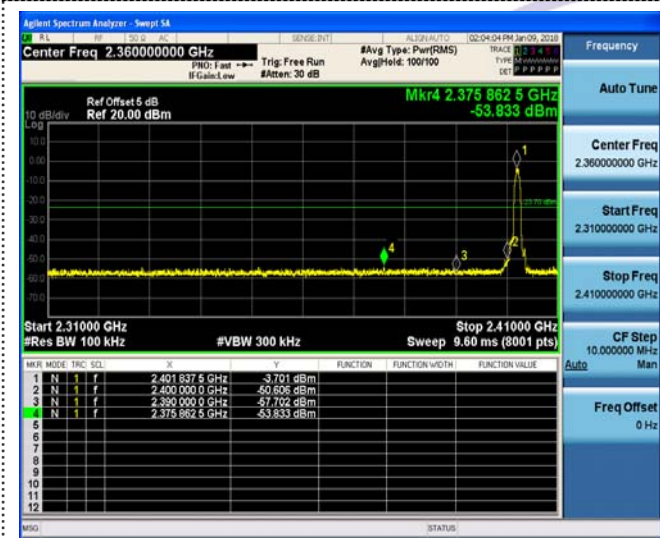 Agilent Spectrum Analyzer - Swept SA
RL RF 50 Ω AC SENSE:INT ALIGNAUTO 02:04:04 PM Jan 09, 2018
Center Freq 2.360000000 GHz
PNO: Fast
IFGain:Low
Trig: Free Run
#Atten: 30 dB
#Avg Type: Pwr(RMS)
Avg|Hold: 100/100
TRACE 1 2 3 4 5 6
TYPE M
DET P P P P P P
Frequency
Auto Tune
Center Freq
2.360000000 GHz
Start Freq
2.310000000 GHz
Stop Freq
2.410000000 GHz
CF Step
10.000000 MHz
Auto Man
Freq Offset
0 Hz
Mkr4 2.375 862 5 GHz
-53.833 dBm
Ref Offset 5 dB
10 dB/div Ref 20.00 dBm
Log
10.0
0.00
-10.0
-20.0
-30.0
-40.0
-50.0
-60.0
-70.0
1
-23.70 dBm
2
3
4
Start 2.31000 GHz Stop 2.41000 GHz
#Res BW 100 kHz #VBW 300 kHz Sweep 9.60 ms (8001 pts)
MKR MODE TRC SCL X Y FUNCTION FUNCTION WIDTH FUNCTION VALUE
1 N 1 f 2.401 837 5 GHz -3.701 dBm
2 N 1 f 2.400 000 0 GHz -50.606 dBm
3 N 1 f 2.390 000 0 GHz -57.702 dBm
4 N 1 f 2.375 862 5 GHz -53.833 dBm
5
6
7
8
9
10
11
12
MSG STATUS